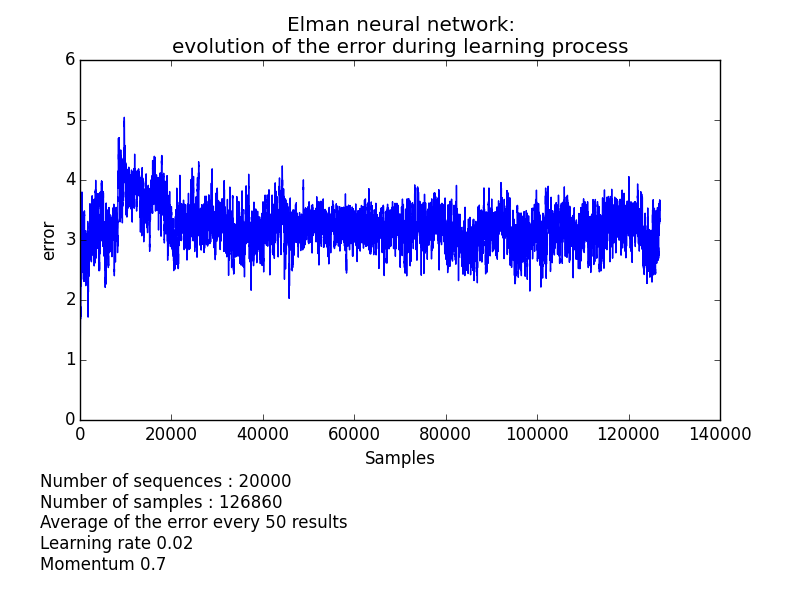 Elman neural network:
evolution of the error during learning process
6
5
4
3
2
1
0
error
0 20000 40000 60000 80000 100000 120000 140000
Samples
Number of sequences : 20000
Number of samples : 126860
Average of the error every 50 results
Learning rate 0.02
Momentum 0.7